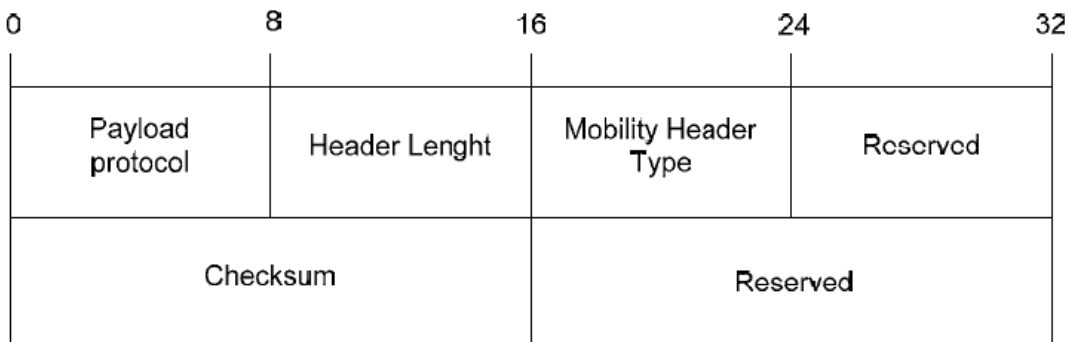 0 8 16 24 32
Payload
protocol
Header Lenght
Mobility Header
Type
Reserved
Checksum
Reserved